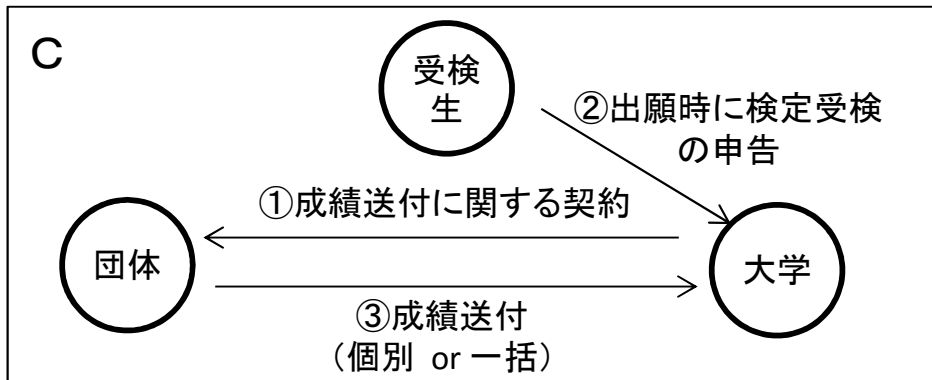 C
受検
生
②出願時に検定受検
の申告
①成績送付に関する契約
団体
大学
③成績送付
（個別 or 一括）